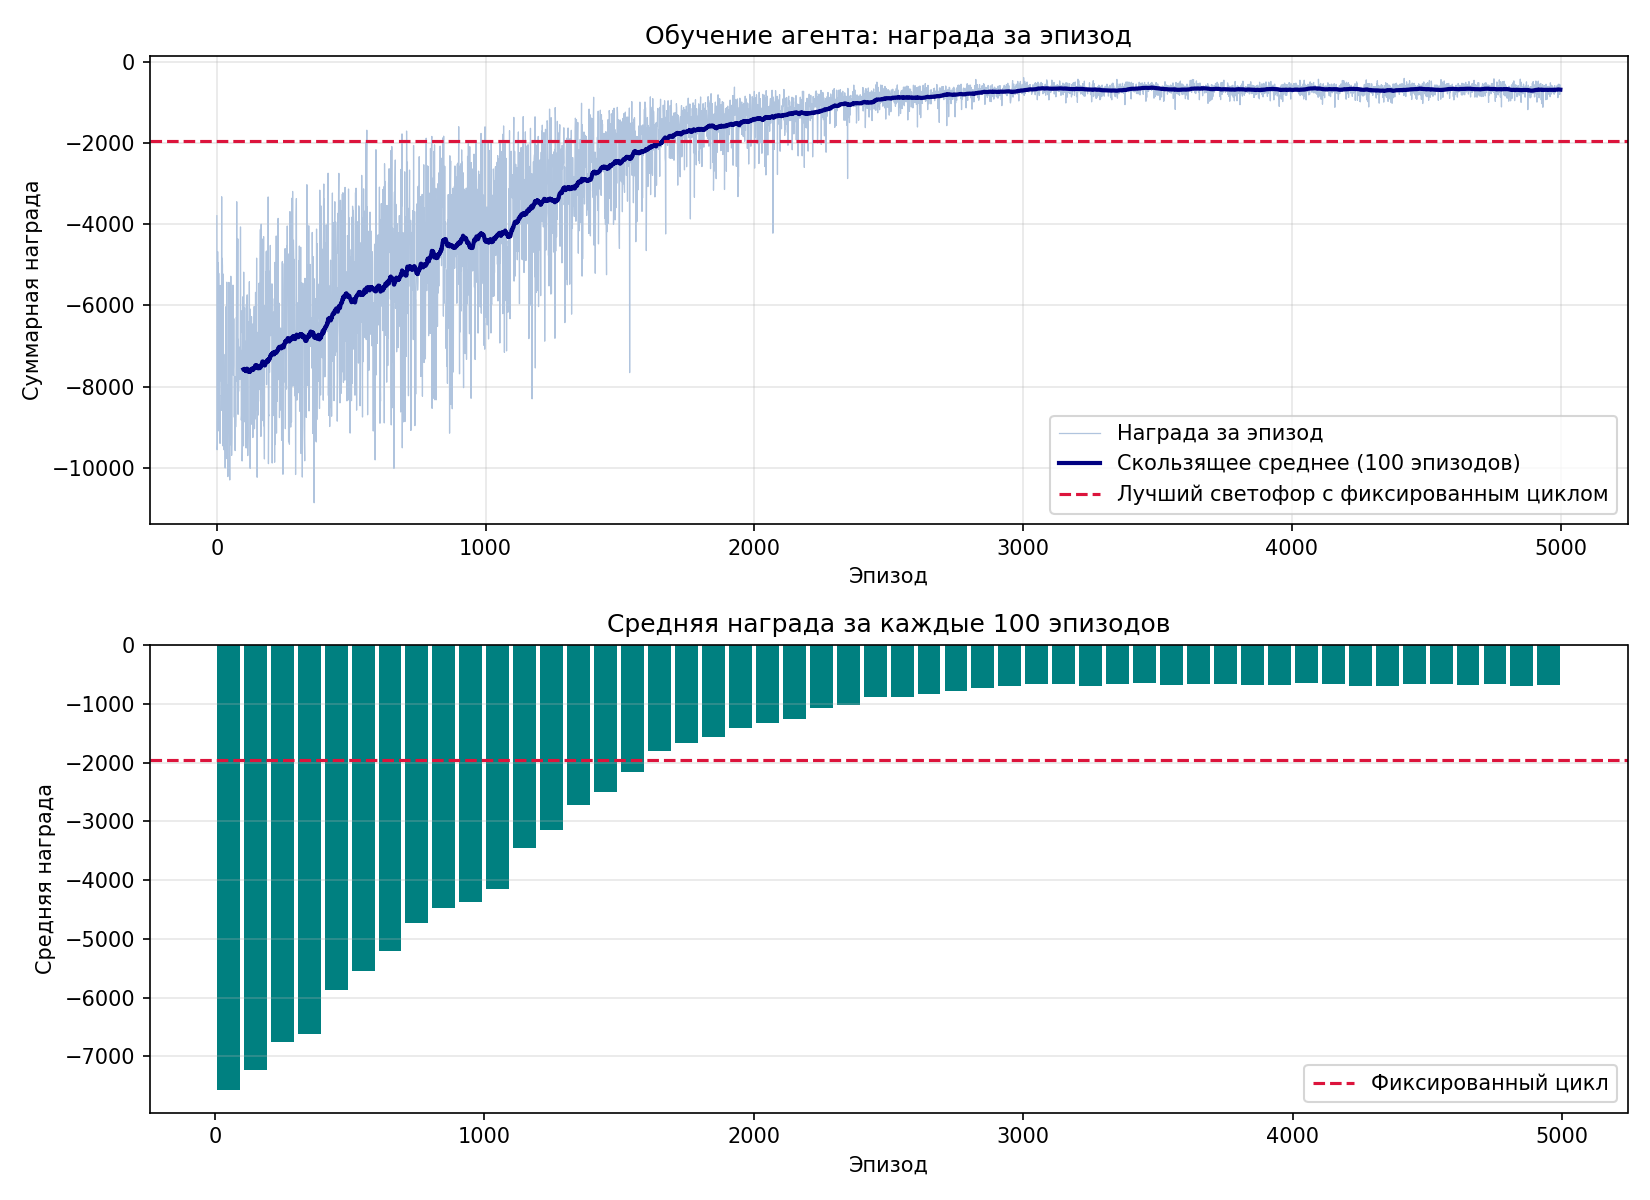 Обучение агента: награда за эпизод
Суммарная награда
0
−2000
−4000
−6000
−8000
−10000
Награда за эпизод
Скользящее среднее (100 эпизодов)
Лучший светофор с фиксированным циклом
0 1000 2000 3000 4000 5000
Эпизод
Средняя награда за каждые 100 эпизодов
Средняя награда
0
−1000
−2000
−3000
−4000
−5000
−6000
−7000
Фиксированный цикл
0 1000 2000 3000 4000 5000
Эпизод